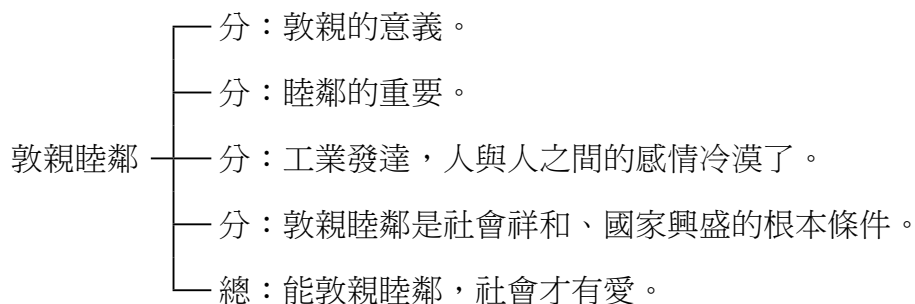 分：敦親的意義。
分：睦鄰的重要。
敦親睦鄰
分：工業發達，人與人之間的感情冷漠了。
分：敦親睦鄰是社會祥和、國家興盛的根本條件。
總：能敦親睦鄰，社會才有愛。